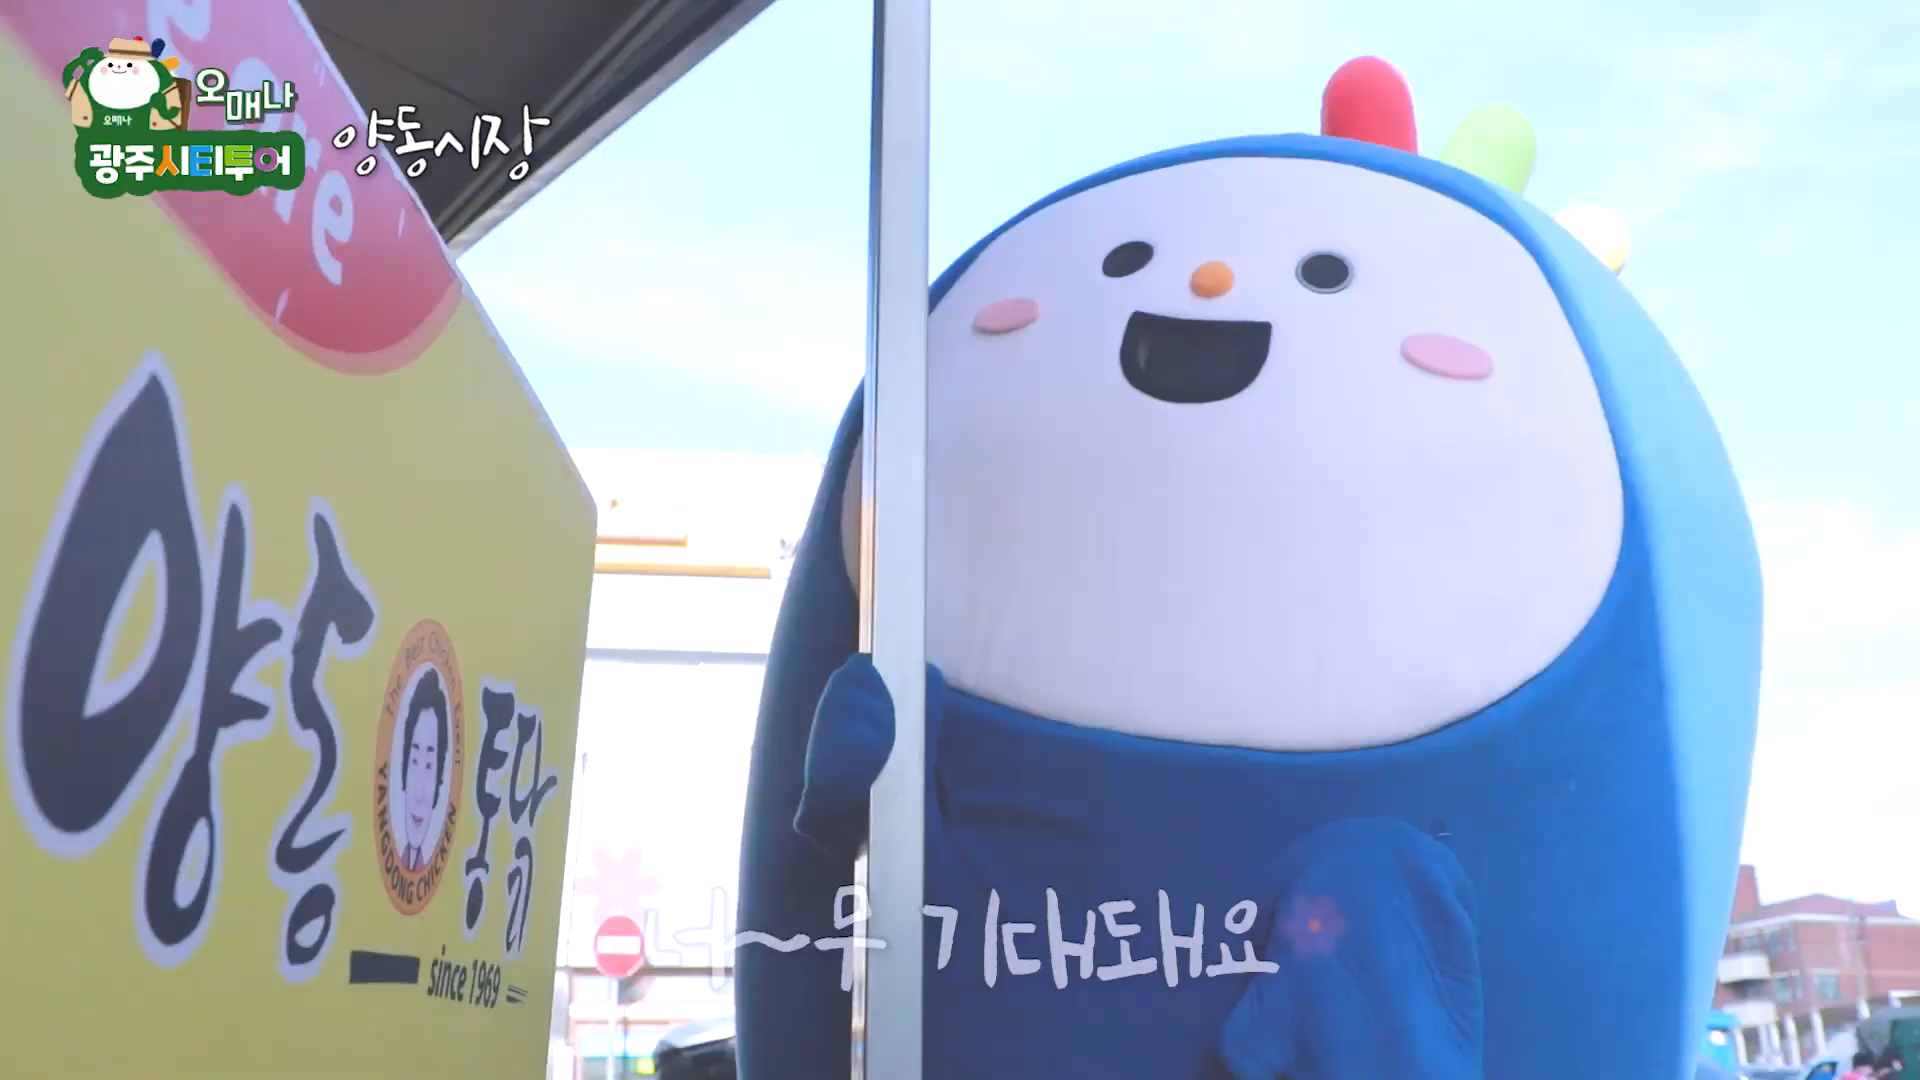 오매나
오매나
광주시티투어
양동시장
양동통닭
The Best Chicken Ever!
YANGDONG CHICKEN
since 1969
너~무 기대돼요